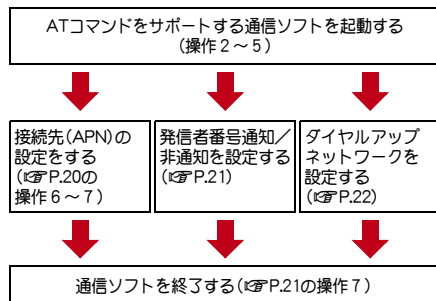 ATコマンドをサポートする通信ソフトを起動する
(操作2~5)
接続先(APN)の
設定をする
(☞P.20の
操作6~7)
発信者番号通知/
非通知を設定する
(☞P.21)
ダイヤルアップ
ネットワークを
設定する
(☞P.22)
通信ソフトを終了する(☞P.21の操作7)